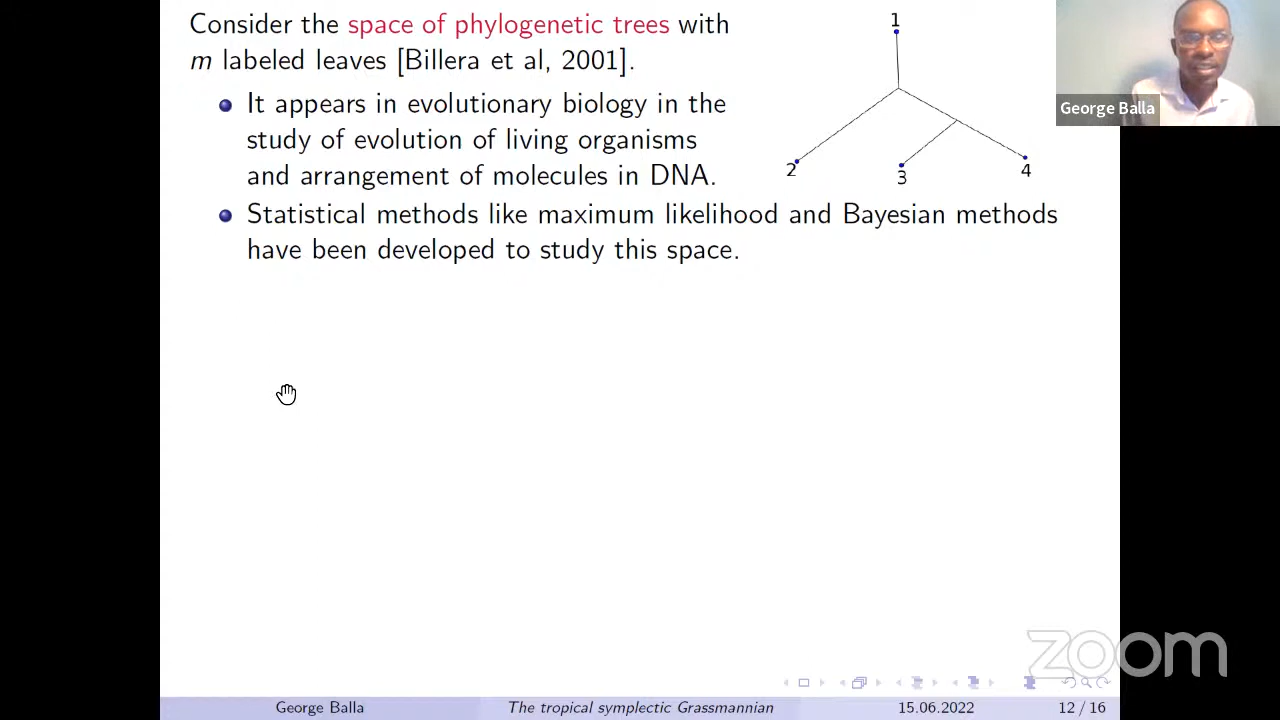 Consider the space of phylogenetic trees with
m labeled leaves [Billera et al, 2001].
It appears in evolutionary biology in the
study of evolution of living organisms
and arrangement of molecules in DNA.
Statistical methods like maximum likelihood and Bayesian methods
have been developed to study this space.
1
2
3
4
George Balla
zoom
George Balla
The tropical symplectic Grassmannian
15.06.2022
12 / 16